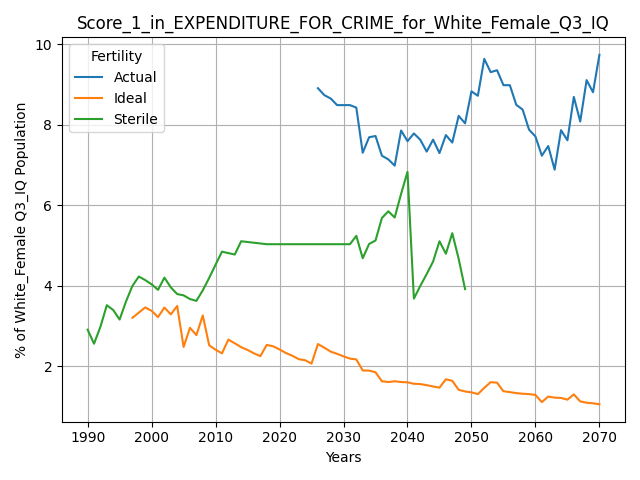 Score_1_in_EXPENDITURE_FOR_CRIME_for_White_Female_Q3_IQ
Fertility
Actual
Ideal
Sterile
% of White_Female Q3_IQ Population
10
8
6
4
2
1990 2000 2010 2020 2030 2040 2050 2060 2070
Years